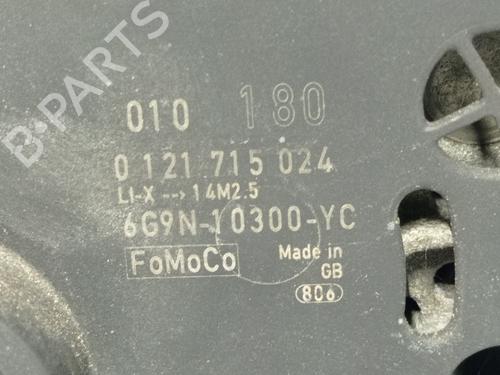 B-PARTS
010 180
0 121 715 024
LI-X --> 14M2.5
6G9N-10300-YC
FoMoCo Made in
GB
806